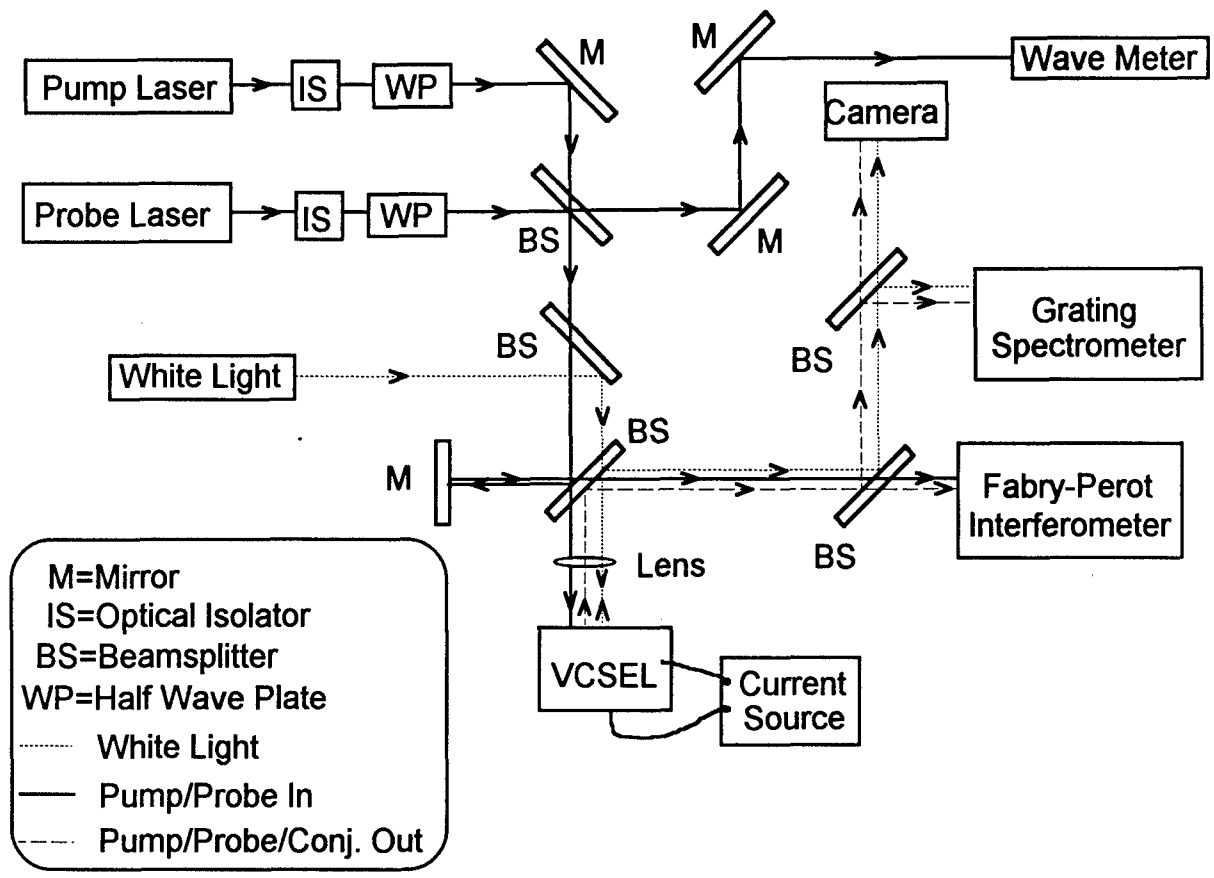 M
M
Pump Laser
IS
WP
Wave Meter
Camera
Probe Laser
IS
WP
BS
M
BS
Grating
Spectrometer
BS
White Light
BS
M
Fabry-Perot
Interferometer
BS
Lens
M=Mirror
IS=Optical Isolator
BS=Beamsplitter
WP=Half Wave Plate
White Light
Pump/Probe In
Pump/Probe/Conj. Out
VCSEL
Current
Source